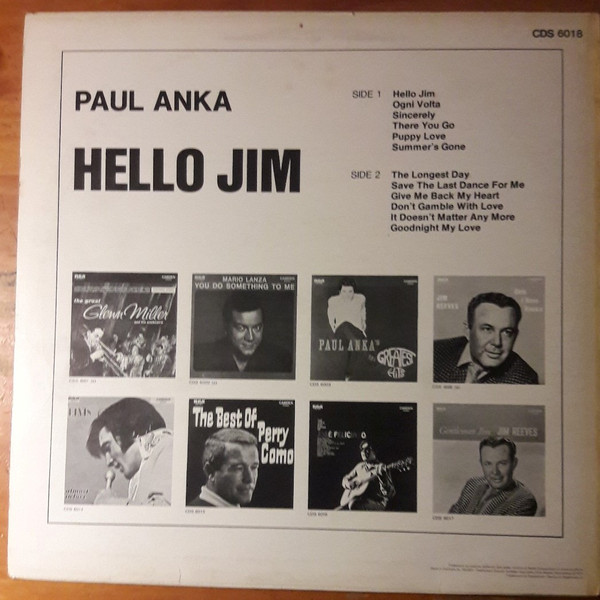 CDS 6018
PAUL ANKA
HELLO JIM
SIDE 1 Hello Jim
Ogni Volta
Sincerely
There You Go
Puppy Love
Summer's Gone
SIDE 2 The Longest Day
Save The Last Dance For Me
Give Me Back My Heart
Don't Gamble With Love
It Doesn't Matter Any More
Goodnight My Love
the great
Glenn Miller
MARIO LANZA
YOU DO SOMETHING TO ME
PAUL ANKA'S
GREATEST
Hits
JIM
REEVES
The Best Of
Perry
Como
Gentleman Jim JIM REEVES